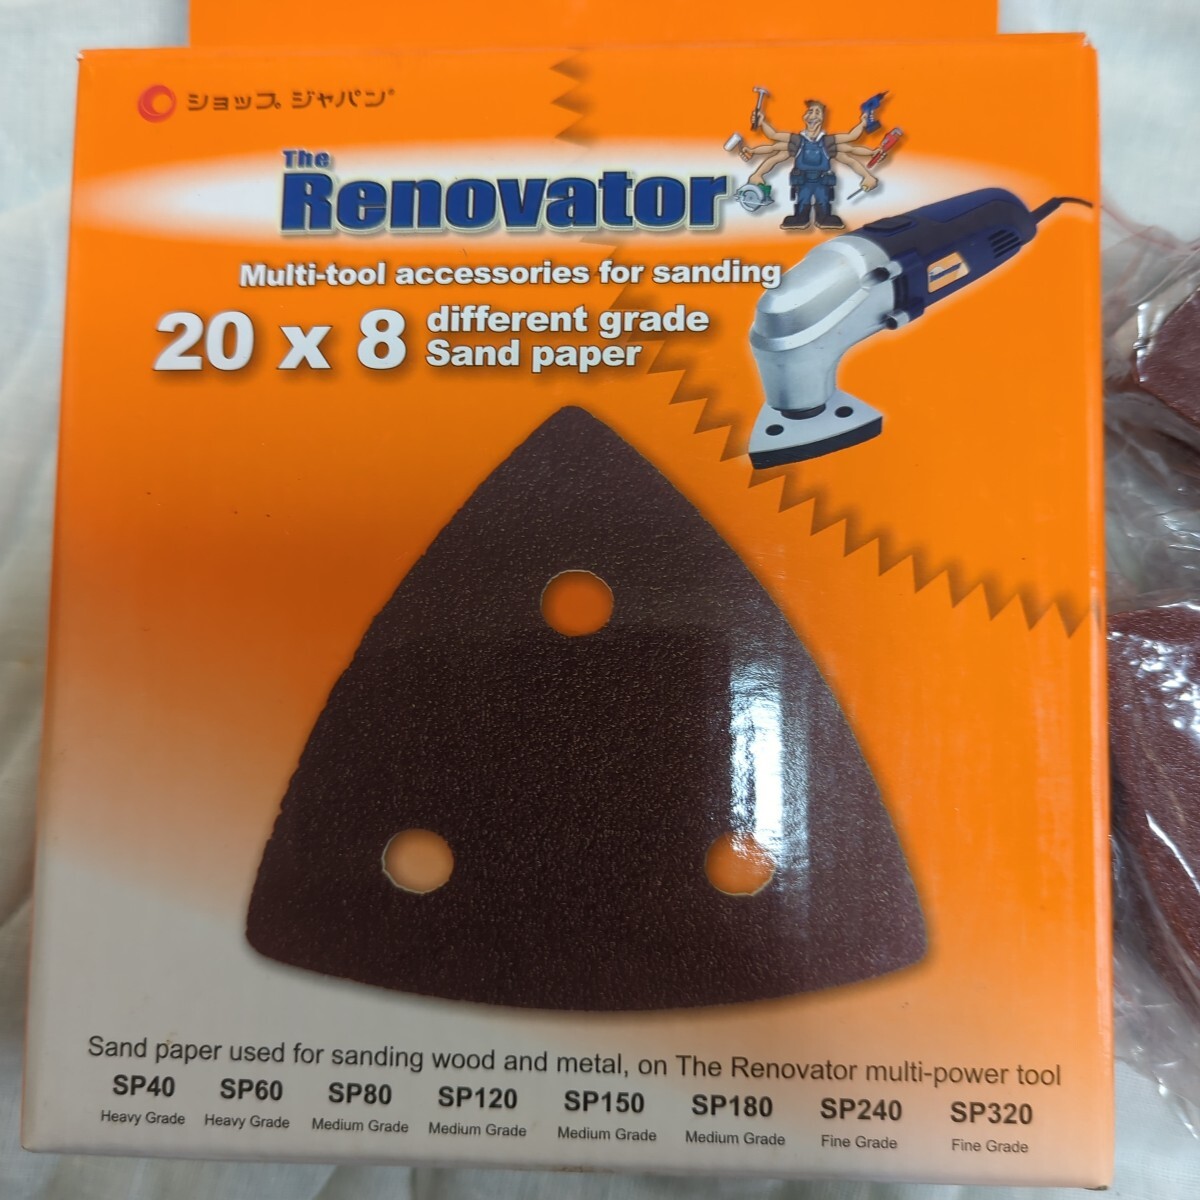 ショップ ジャパン®
The
Renovator
Multi-tool accessories for sanding
20 x 8 different grade
Sand paper
Sand paper used for sanding wood and metal, on The Renovator multi-power tool
SP40 SP60 SP80 SP120 SP150 SP180 SP240 SP320
Heavy Grade Heavy Grade Medium Grade Medium Grade Medium Grade Medium Grade Fine Grade Fine Grade